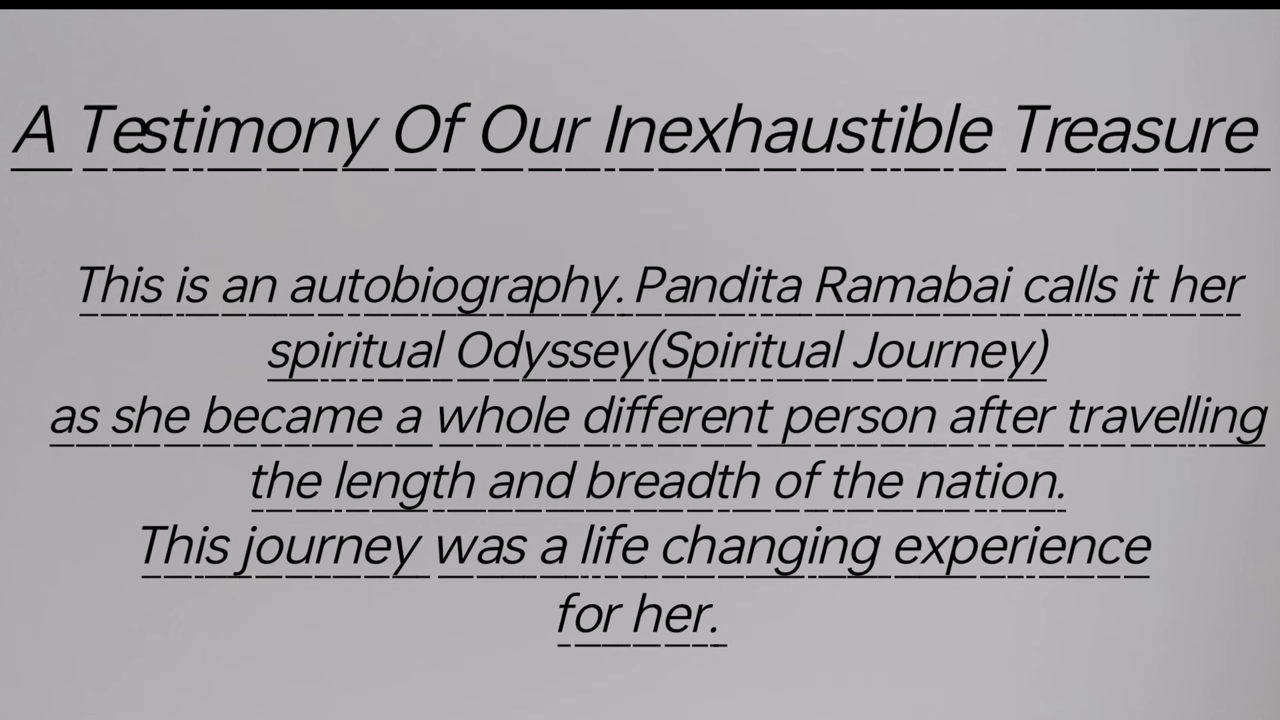 A Testimony Of Our Inexhaustible Treasure
This is an autobiography. Pandita Ramabai calls it her
spiritual Odyssey(Spiritual Journey)
as she became a whole different person after travelling
the length and breadth of the nation.
This journey was a life changing experience
for her.